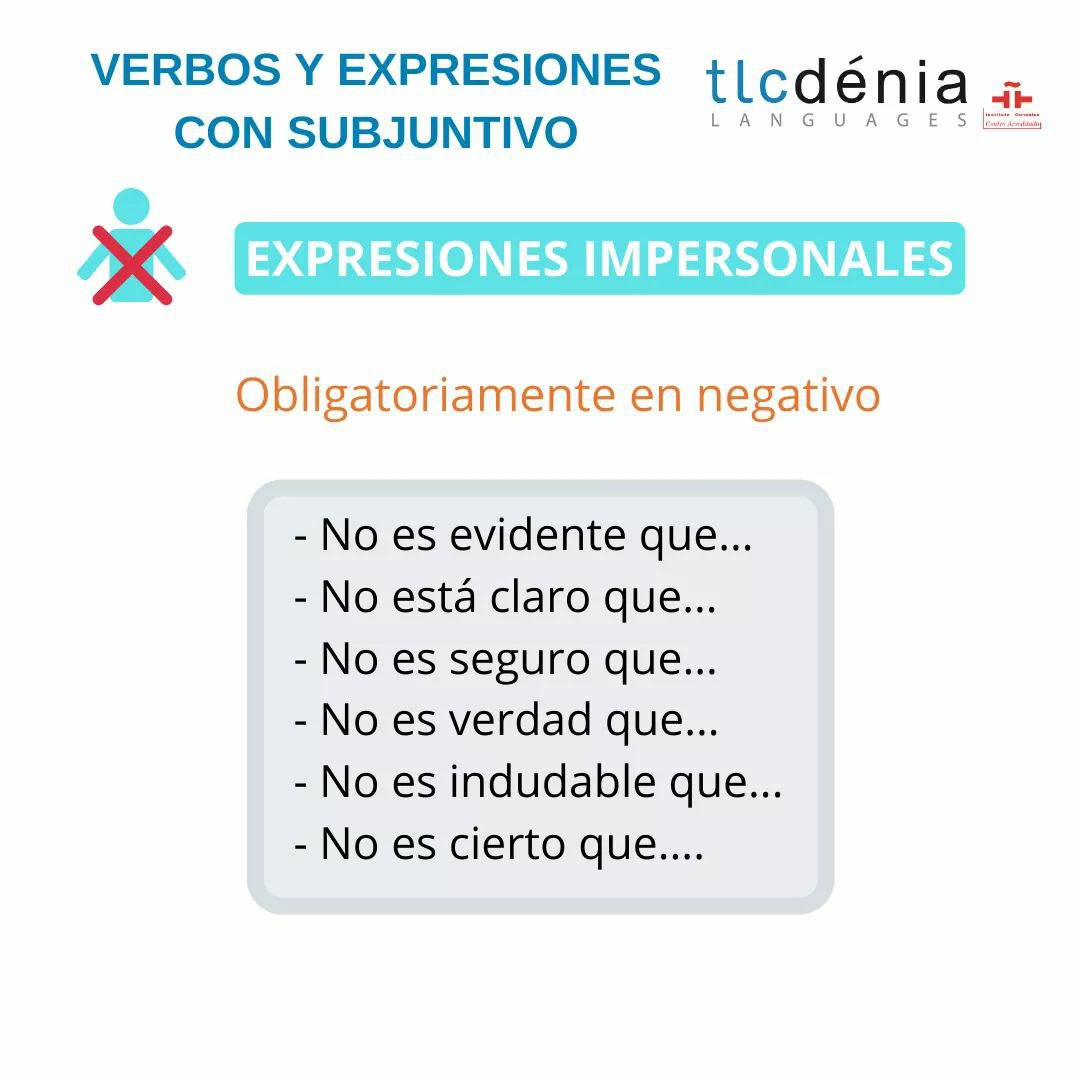 VERBOS Y EXPRESIONES
CON SUBJUNTIVO
tlcdénia
LANGUAGES
Instituto Cervantes
Centro Acreditado
EXPRESIONES IMPERSONALES
Obligatoriamente en negativo
- No es evidente que...
- No está claro que...
- No es seguro que...
- No es verdad que...
- No es indudable que...
- No es cierto que....